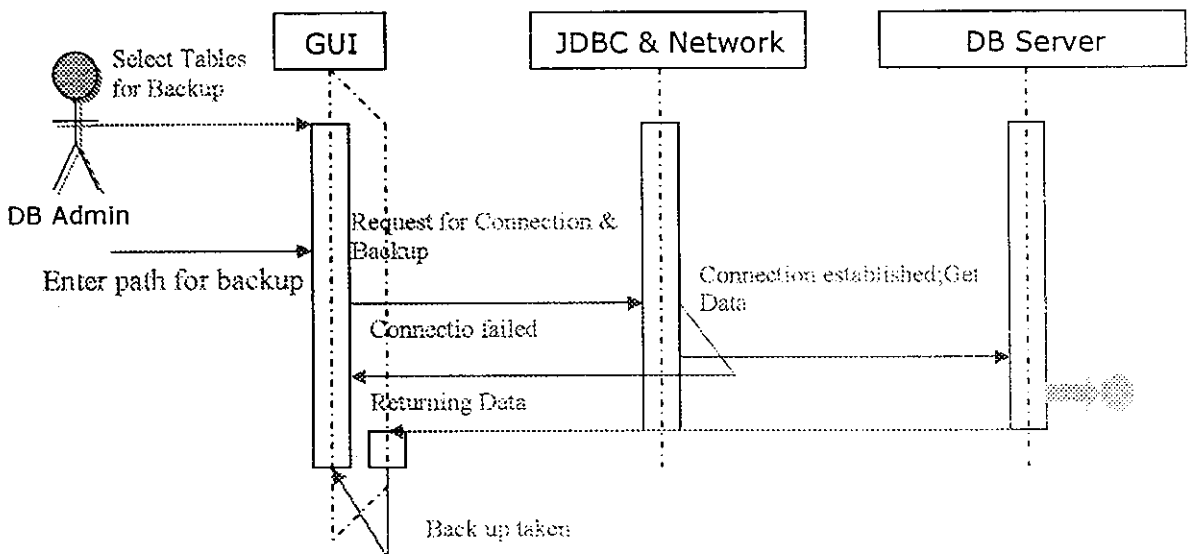 GUI
JDBC & Network
DB Server
Select Tables
for Backup
DB Admin
Request for Connection &
Backup
Enter path for backup
Connection established;Get
Data
Connectio failed
Returning Data
Back up taken